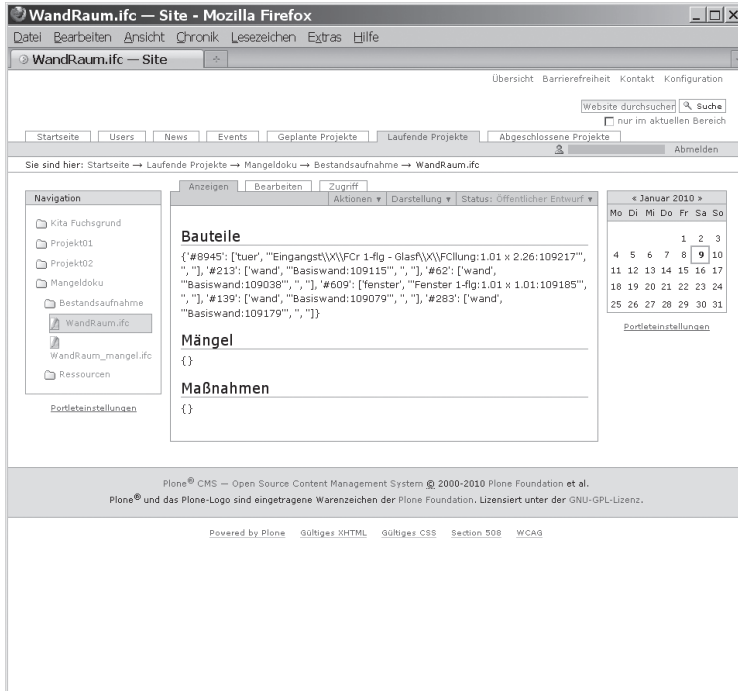 WandRaum.ifc — Site - Mozilla Firefox
Datei Bearbeiten Ansicht Chronik Lesezeichen Extras Hilfe
WandRaum.ifc — Site
Übersicht Barrierefreiheit Kontakt Konfiguration
Website durchsucher Suche
nur im aktuellen Bereich
Startseite Users News Events Geplante Projekte Laufende Projekte Abgeschlossene Projekte
Abmelden
Sie sind hier: Startseite → Laufende Projekte → Mangeldoku → Bestandsaufnahme → WandRaum.ifc
Navigation
Kita Fuchsgrund
Projekt01
Projekt02
Mangeldoku
Bestandsaufnahme
WandRaum.ifc
WandRaum_mangel.ifc
Ressourcen
Portleteinstellungen
Anzeigen Bearbeiten Zugriff
Aktionen ▼ Darstellung ▼ Status: Öffentlicher Entwurf ▼
Bauteile
{'#8945': ['tuer', "'Eingangst\\X\\FCr 1-flg - Glasf\\X\\FCllung:1.01 x 2.26:109217'",
'', ''], '#213': ['wand', "'Basiswand:109115'", '', ''], '#62': ['wand',
"'Basiswand:109038'", '', ''], '#609': ['fenster', "'Fenster 1-flg:1.01 x 1.01:109185'",
'', ''], '#139': ['wand', "'Basiswand:109079'", '', ''], '#283': ['wand',
"'Basiswand:109179'", '', '']}
Mängel
{}
Maßnahmen
{}
« Januar 2010 »
Mo Di Mi Do Fr Sa So
1 2 3
4 5 6 7 8 9 10
11 12 13 14 15 16 17
18 19 20 21 22 23 24
25 26 27 28 29 30 31
Portleteinstellungen
Plone® CMS — Open Source Content Management System © 2000-2010 Plone Foundation et al.
Plone® und das Plone-Logo sind eingetragene Warenzeichen der Plone Foundation. Lizensiert unter der GNU-GPL-Lizenz.
Powered by Plone Gültiges XHTML Gültiges CSS Section 508 WCAG